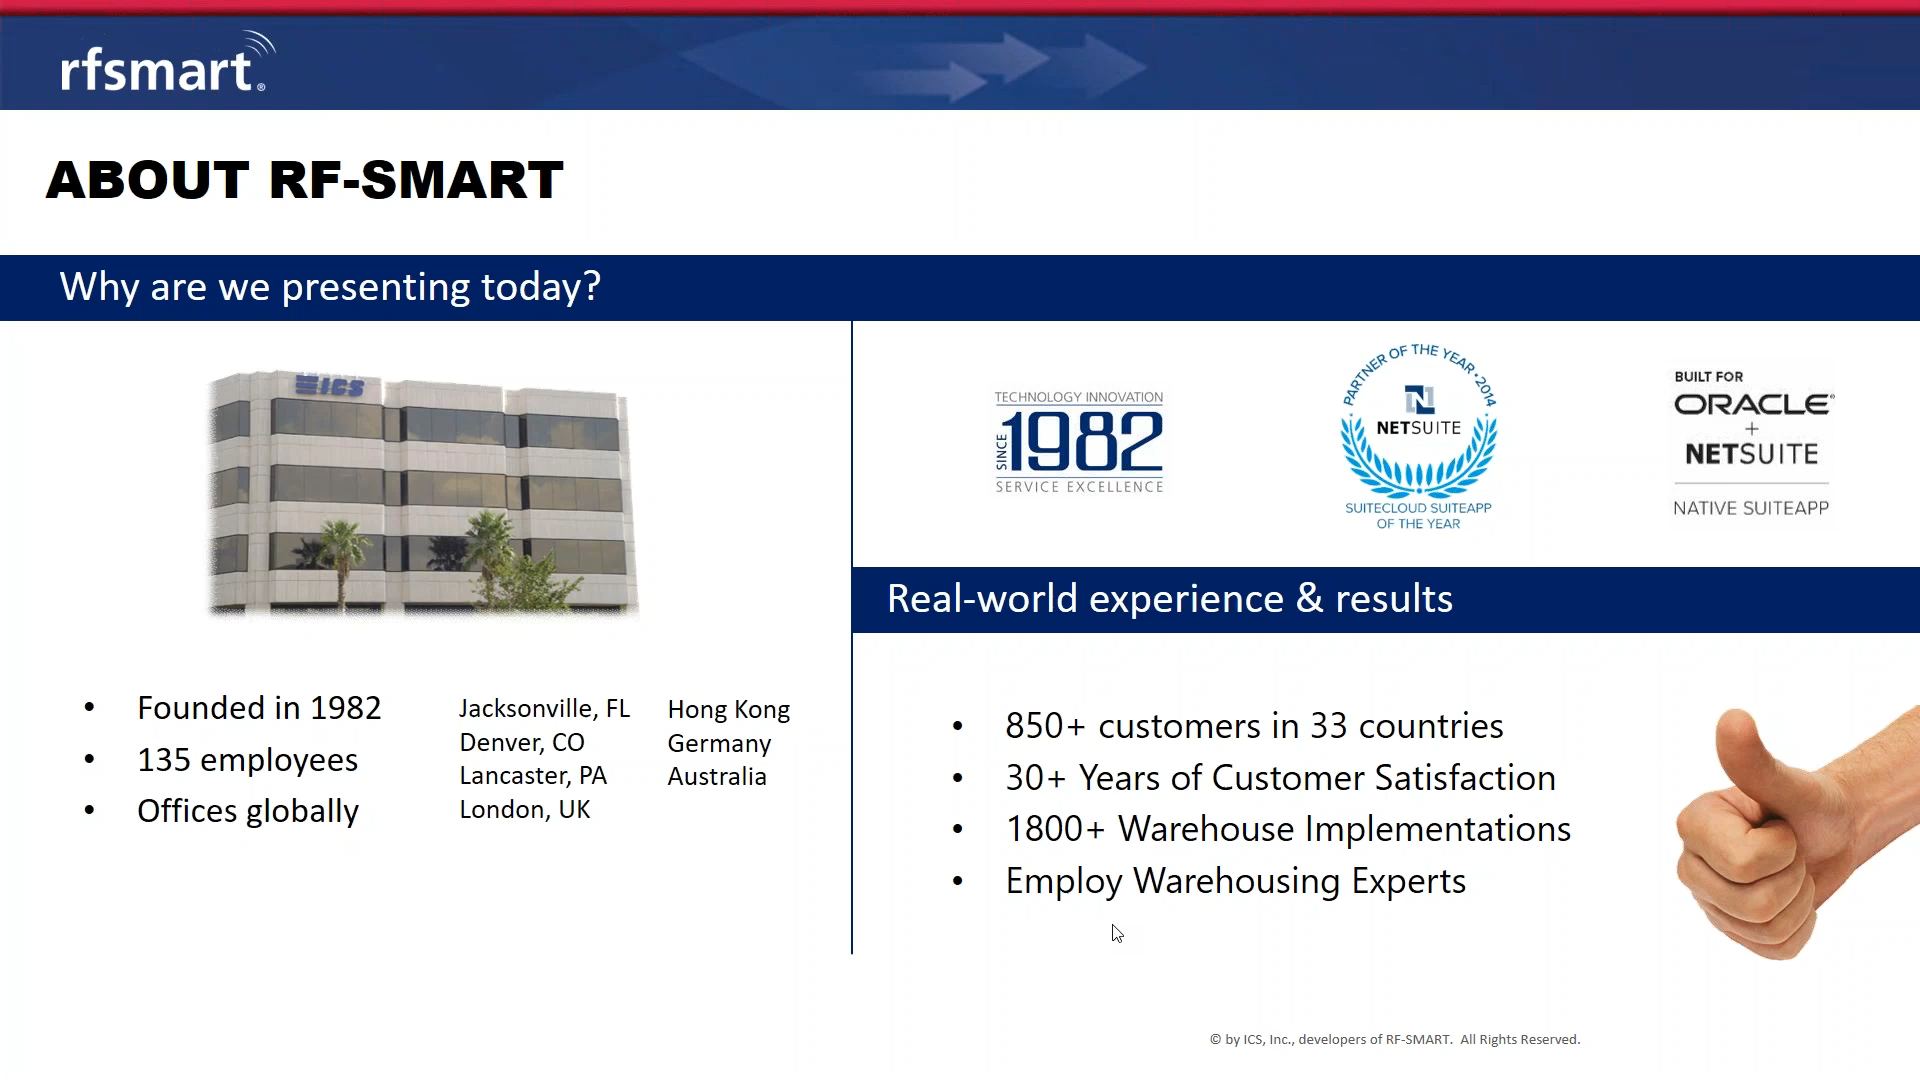 rfsmart®
ABOUT RF-SMART
Why are we presenting today?
ICS
• Founded in 1982
• 135 employees
• Offices globally
Jacksonville, FL
Denver, CO
Lancaster, PA
London, UK
Hong Kong
Germany
Australia
TECHNOLOGY INNOVATION
SINCE 1982
SERVICE EXCELLENCE
PARTNER OF THE YEAR • 2014
N
NETSUITE
SUITECLOUD SUITEAPP
OF THE YEAR
BUILT FOR
ORACLE®
+
NETSUITE
NATIVE SUITEAPP
Real-world experience & results
• 850+ customers in 33 countries
• 30+ Years of Customer Satisfaction
• 1800+ Warehouse Implementations
• Employ Warehousing Experts
© by ICS, Inc., developers of RF-SMART. All Rights Reserved.